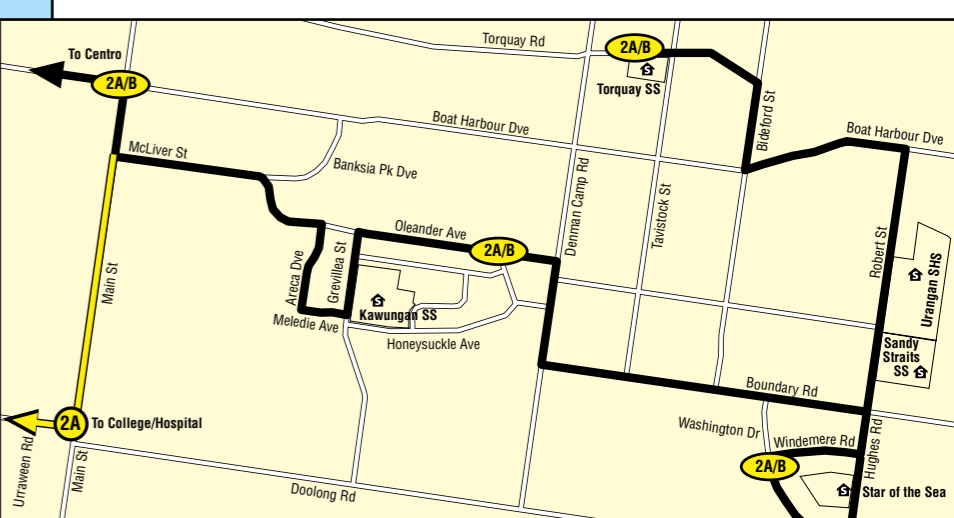 Torquay Rd
2A/B
To Centro
Torquay SS
2A/B
Bideford St
Boat Harbour Dve
Boat Harbour Dve
McLiver St
Banksia Pk Dve
Denman Camp Rd
Tavistock St
Oleander Ave
Robert St
2A/B
Areca Dve
Grevillea St
Urangan SHS
Main St
Kawungan SS
Meledie Ave
Honeysuckle Ave
Sandy
Straits
SS
Boundary Rd
2A
To College/Hospital
Washington Dr
Windemere Rd
Hughes Rd
Urraween Rd
Main St
2A/B
Doolong Rd
Star of the Sea